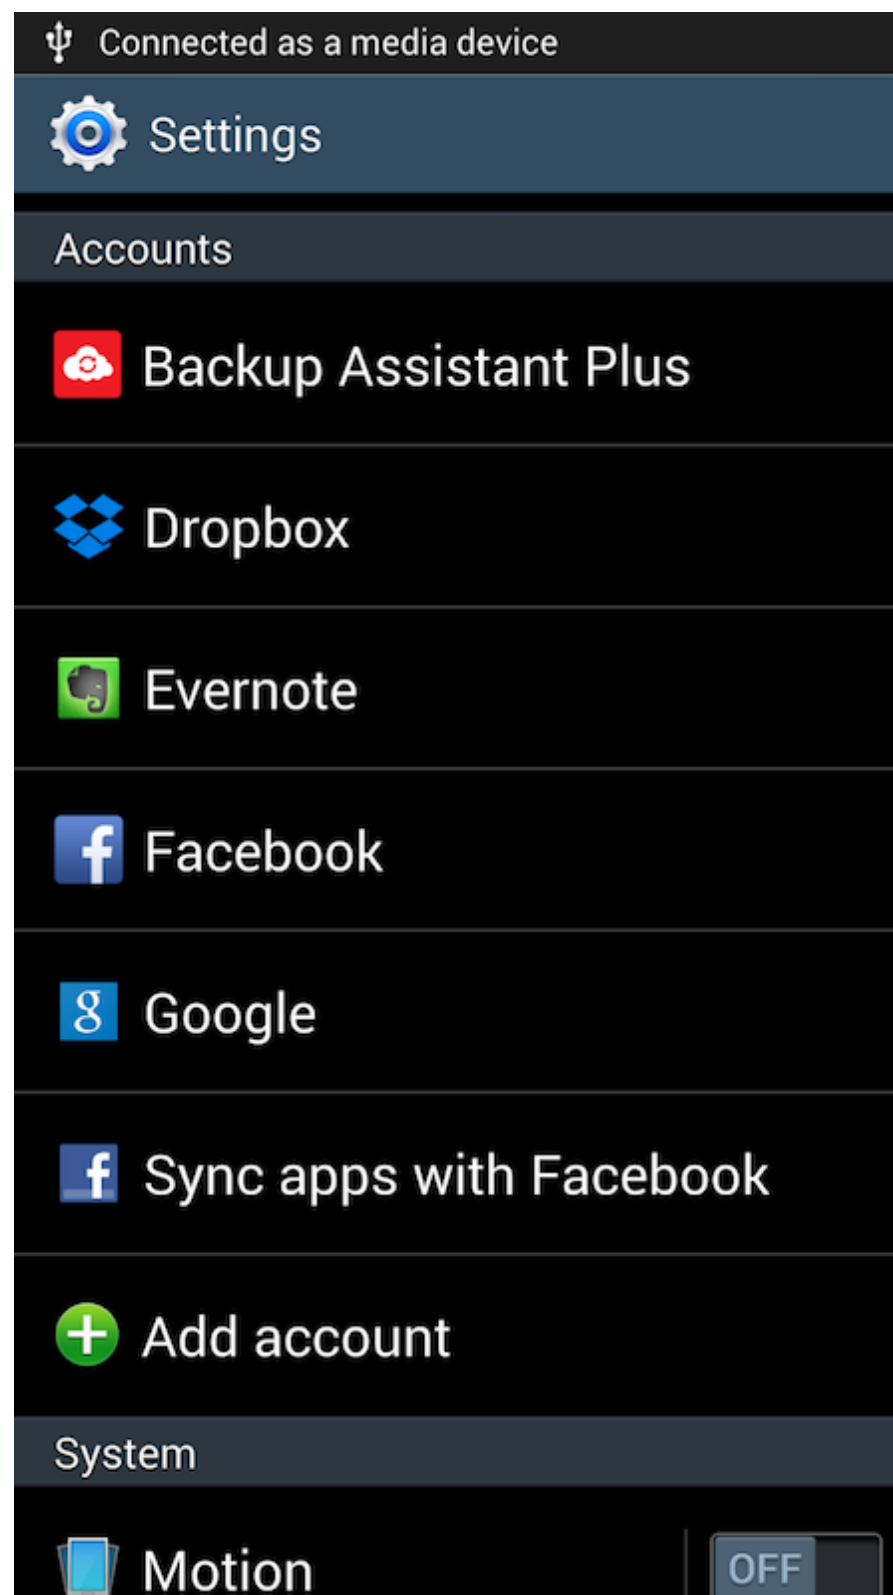 Connected as a media device
Settings
Accounts
Backup Assistant Plus
Dropbox
Evernote
f Facebook
g Google
f Sync apps with Facebook
Add account
System
Motion OFF